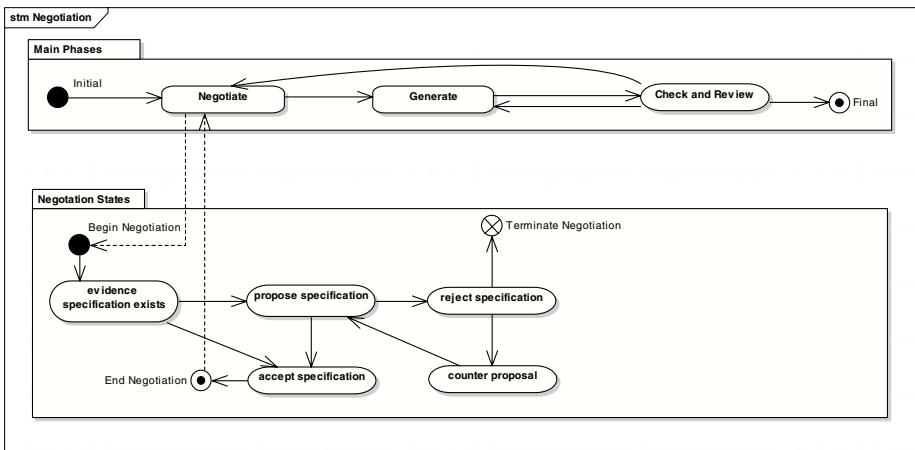 stm Negotiation
Main Phases
Initial
Negotiate
Generate
Check and Review
Final
Negotation States
Begin Negotiation
Terminate Negotiation
evidence
specification exists
propose specification
reject specification
End Negotiation
accept specification
counter proposal